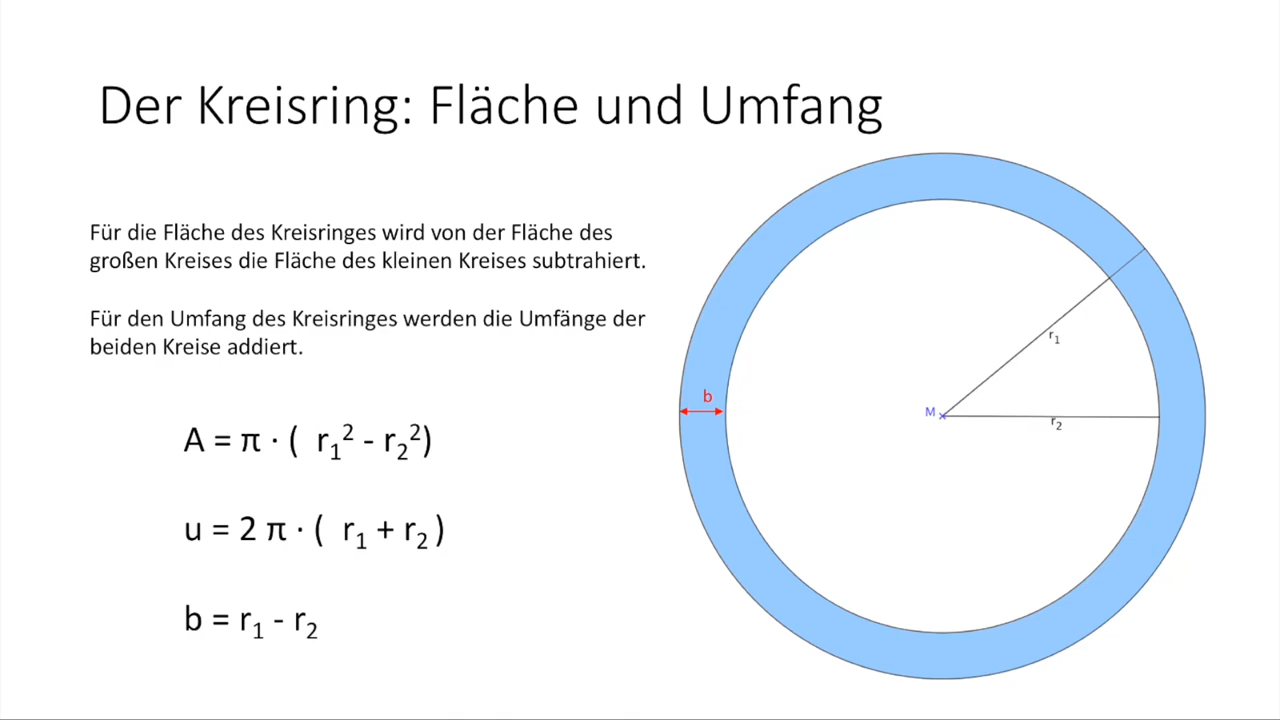 Der Kreisring: Fläche und Umfang
Für die Fläche des Kreisringes wird von der Fläche des
großen Kreises die Fläche des kleinen Kreises subtrahiert.
Für den Umfang des Kreisringes werden die Umfänge der
beiden Kreise addiert.
A = π · ( r₁² - r₂²)
u = 2 π · ( r₁ + r₂ )
b = r₁ - r₂
b
M
r₁
r₂